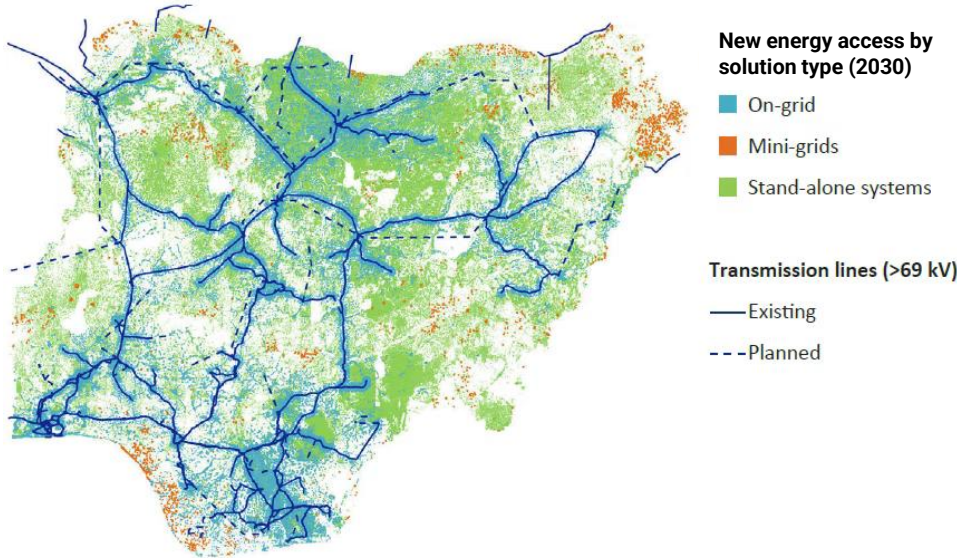 New energy access by
solution type (2030)
On-grid
Mini-grids
Stand-alone systems
Transmission lines (>69 kV)
Existing
Planned